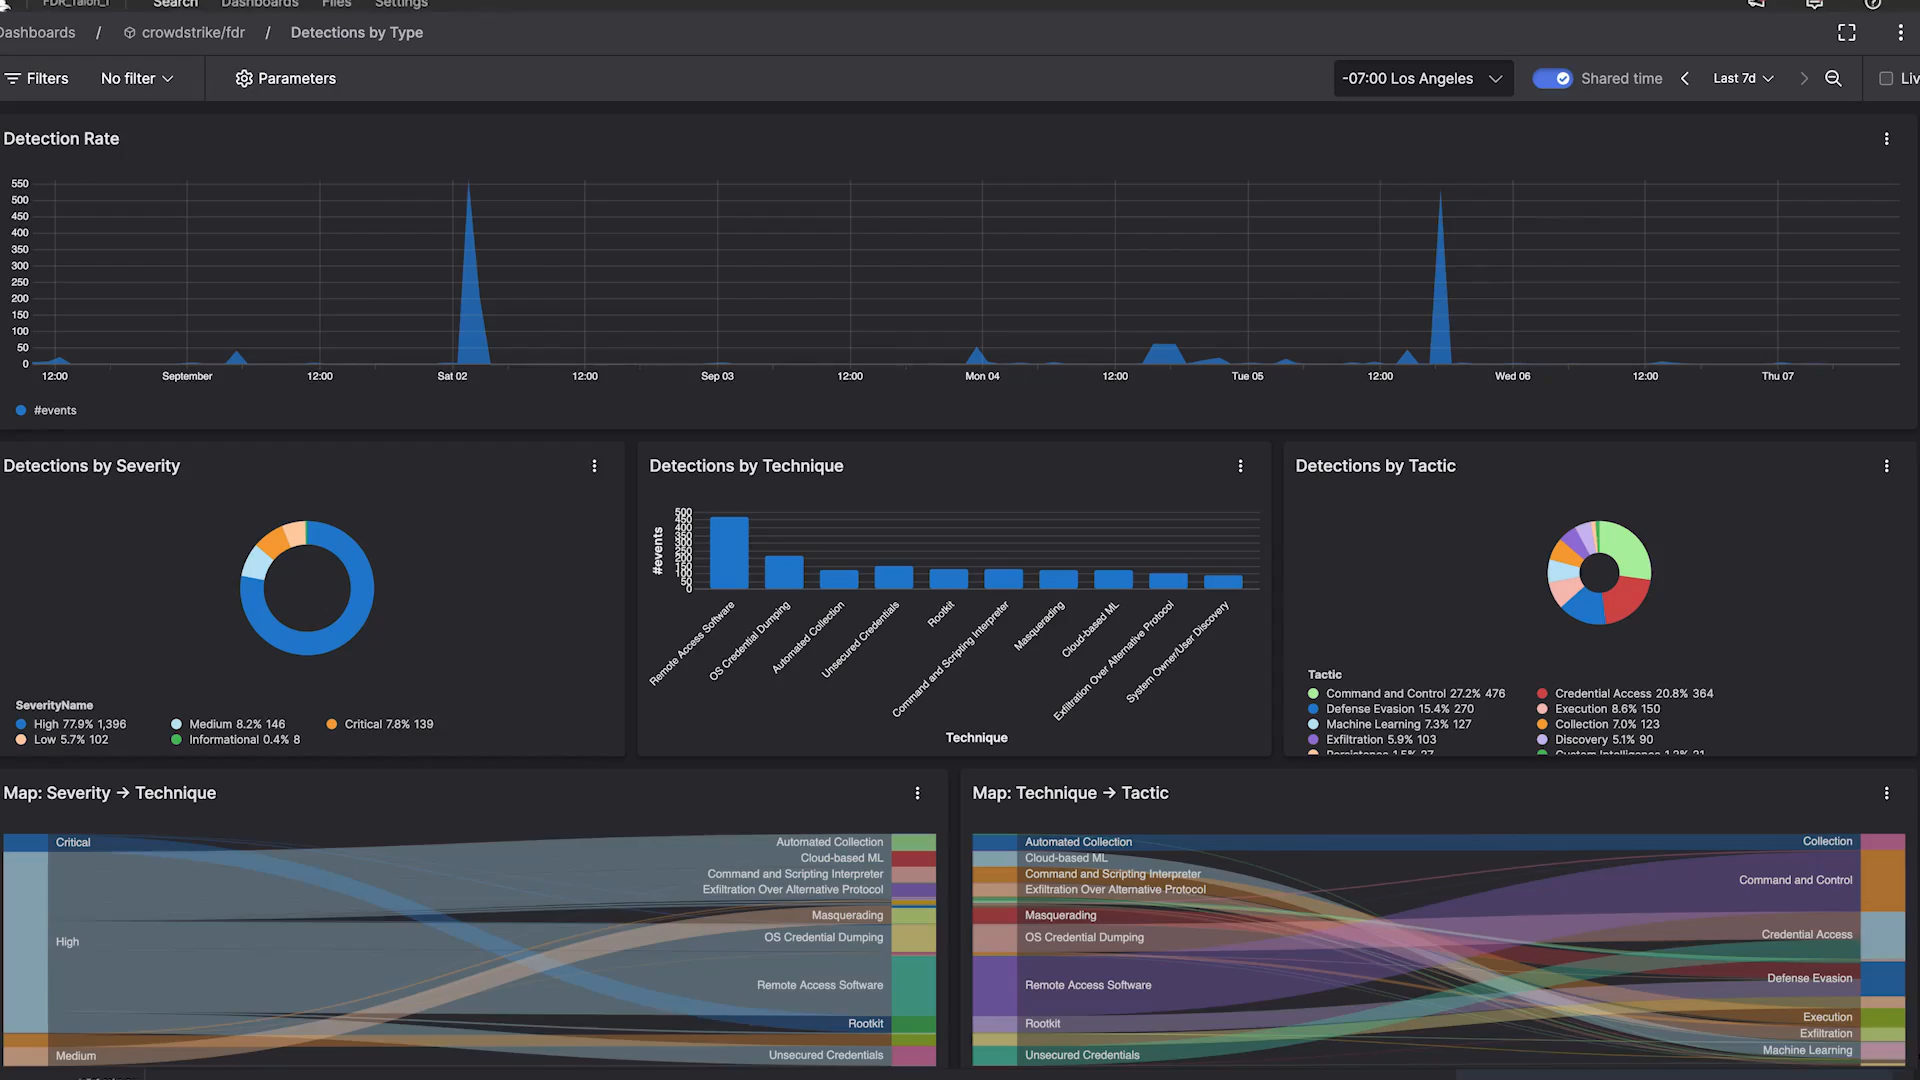 Search Dashboards Files Settings
Dashboards / crowdstrike/fdr / Detections by Type
Filters No filter Parameters -07:00 Los Angeles Shared time Last 7d Liv
Detection Rate
550
500
450
400
350
300
250
200
150
100
50
0
12:00 September 12:00 Sat 02 12:00 Sep 03 12:00 Mon 04 12:00 Tue 05 12:00 Wed 06 12:00 Thu 07
#events
Detections by Severity
SeverityName
High 77.9% 1,396 Medium 8.2% 146 Critical 7.8% 139
Low 5.7% 102 Informational 0.4% 8
Detections by Technique
#events
500
450
400
350
300
250
200
150
100
50
0
Remote Access Software
OS Credential Dumping
Automated Collection
Unsecured Credentials
Rootkit
Command and Scripting Interpreter
Masquerading
Cloud-based ML
Exfiltration Over Alternative Protocol
System Owner/User Discovery
Technique
Detections by Tactic
Tactic
Command and Control 27.2% 476 Credential Access 20.8% 364
Defense Evasion 15.4% 270 Execution 8.6% 150
Machine Learning 7.3% 127 Collection 7.0% 123
Exfiltration 5.9% 103 Discovery 5.1% 90
Persistence 1.5% 27 Custom Intelligence 1.2% 21
Map: Severity → Technique
Critical
High
Medium
Automated Collection
Cloud-based ML
Command and Scripting Interpreter
Exfiltration Over Alternative Protocol
Masquerading
OS Credential Dumping
Remote Access Software
Rootkit
Unsecured Credentials
Map: Technique → Tactic
Automated Collection
Cloud-based ML
Command and Scripting Interpreter
Exfiltration Over Alternative Protocol
Masquerading
OS Credential Dumping
Remote Access Software
Rootkit
Unsecured Credentials
Collection
Command and Control
Credential Access
Defense Evasion
Execution
Exfiltration
Machine Learning